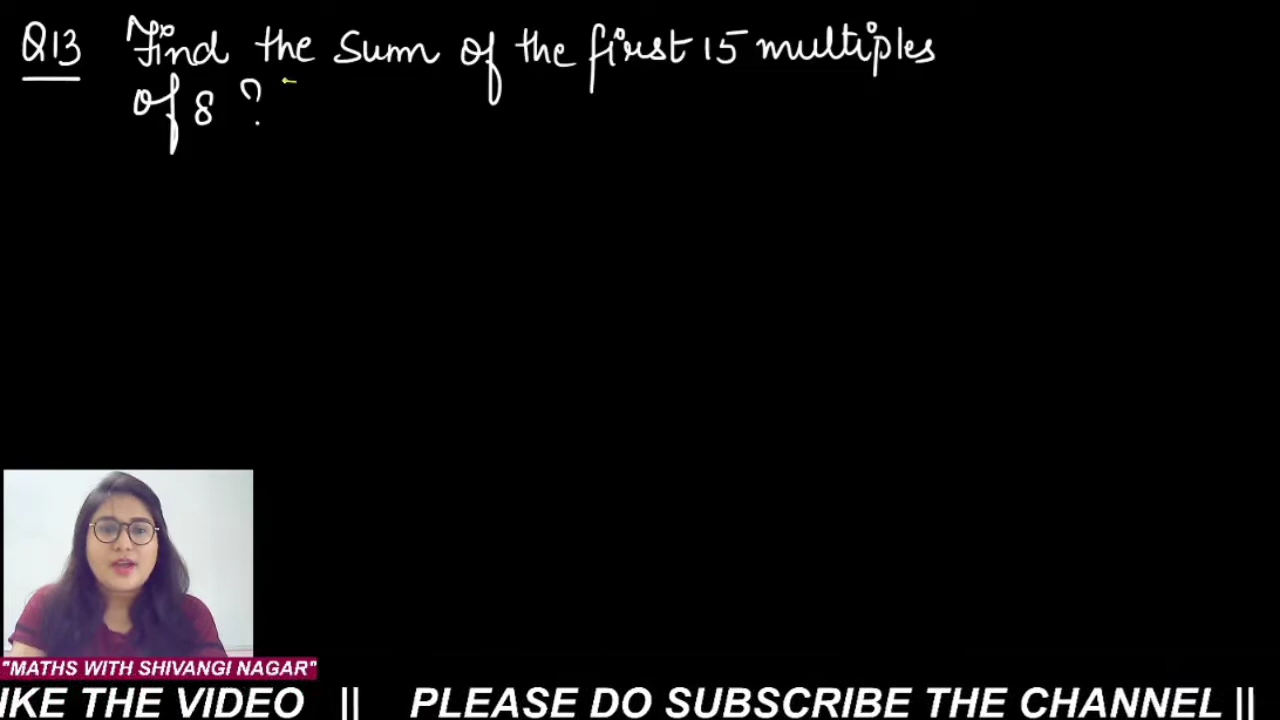 Q13 Find the Sum of the first 15 multiples
of 8 ?
"MATHS WITH SHIVANGI NAGAR"
IKE THE VIDEO || PLEASE DO SUBSCRIBE THE CHANNEL ||